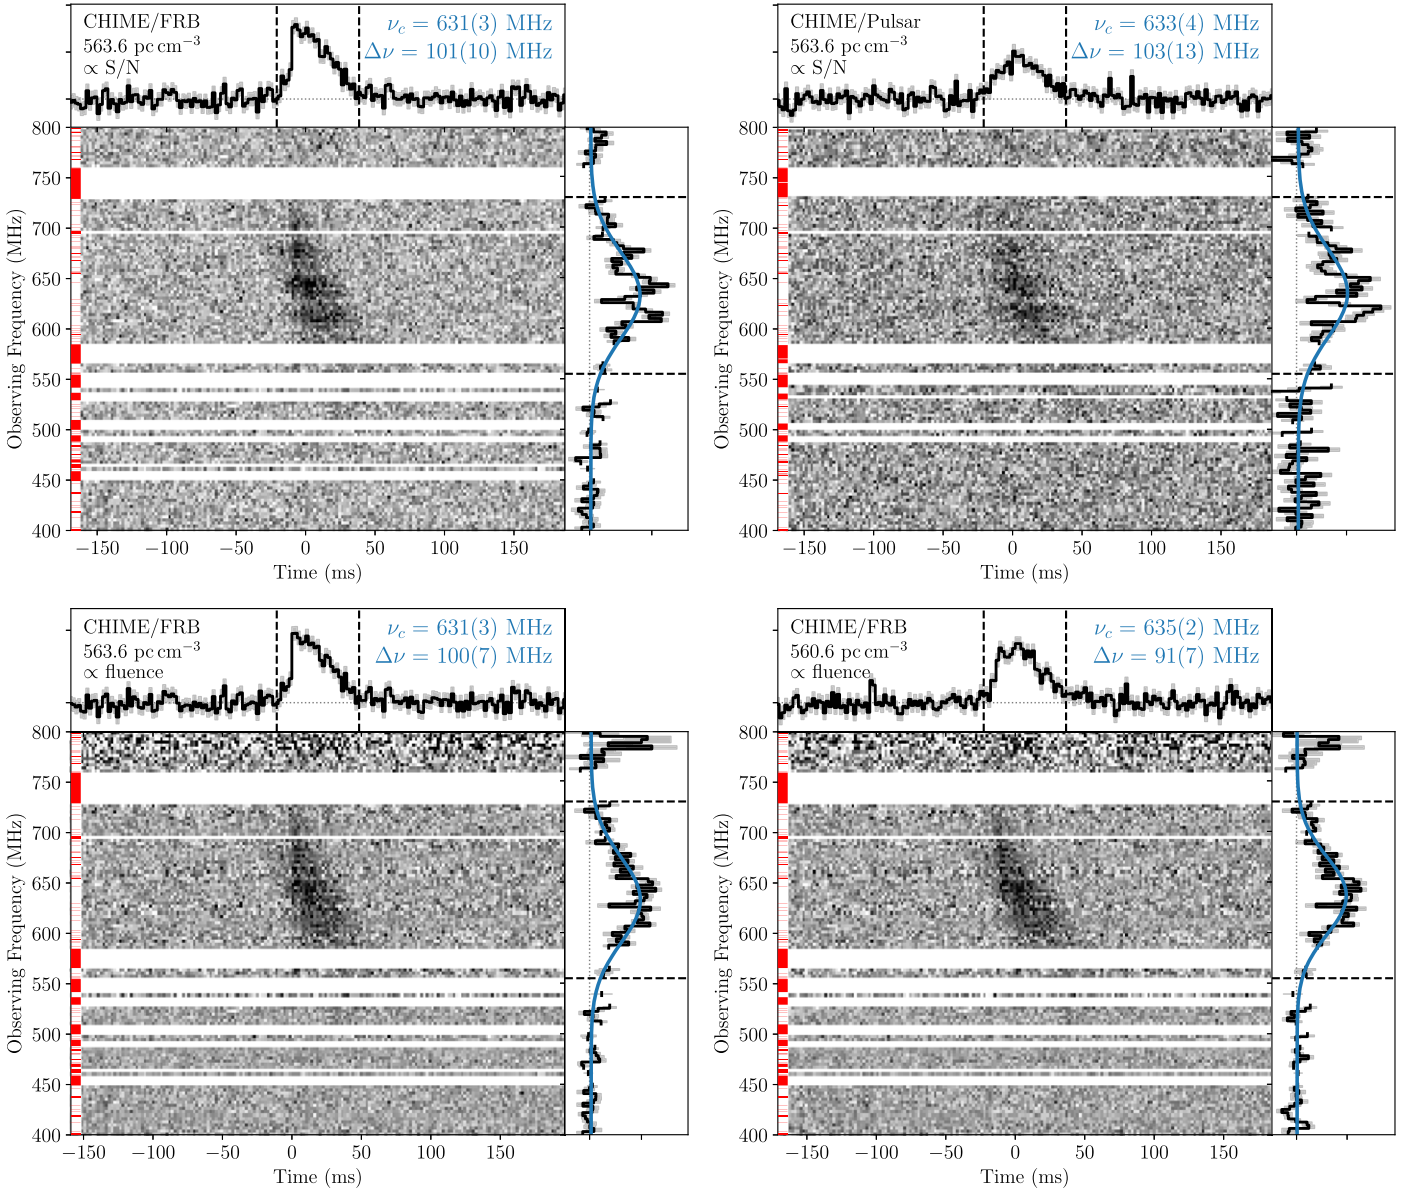 CHIME/FRB
563.6 pc cm⁻³
∝ S/N
ν_c = 631(3) MHz
Δν = 101(10) MHz
800
750
700
650
600
550
500
450
400
Observing Frequency (MHz)
−150 −100 −50 0 50 100 150
Time (ms)
CHIME/Pulsar
563.6 pc cm⁻³
∝ S/N
ν_c = 633(4) MHz
Δν = 103(13) MHz
800
750
700
650
600
550
500
450
400
Observing Frequency (MHz)
−150 −100 −50 0 50 100 150
Time (ms)
CHIME/FRB
563.6 pc cm⁻³
∝ fluence
ν_c = 631(3) MHz
Δν = 100(7) MHz
800
750
700
650
600
550
500
450
400
Observing Frequency (MHz)
−150 −100 −50 0 50 100 150
Time (ms)
CHIME/FRB
560.6 pc cm⁻³
∝ fluence
ν_c = 635(2) MHz
Δν = 91(7) MHz
800
750
700
650
600
550
500
450
400
Observing Frequency (MHz)
−150 −100 −50 0 50 100 150
Time (ms)